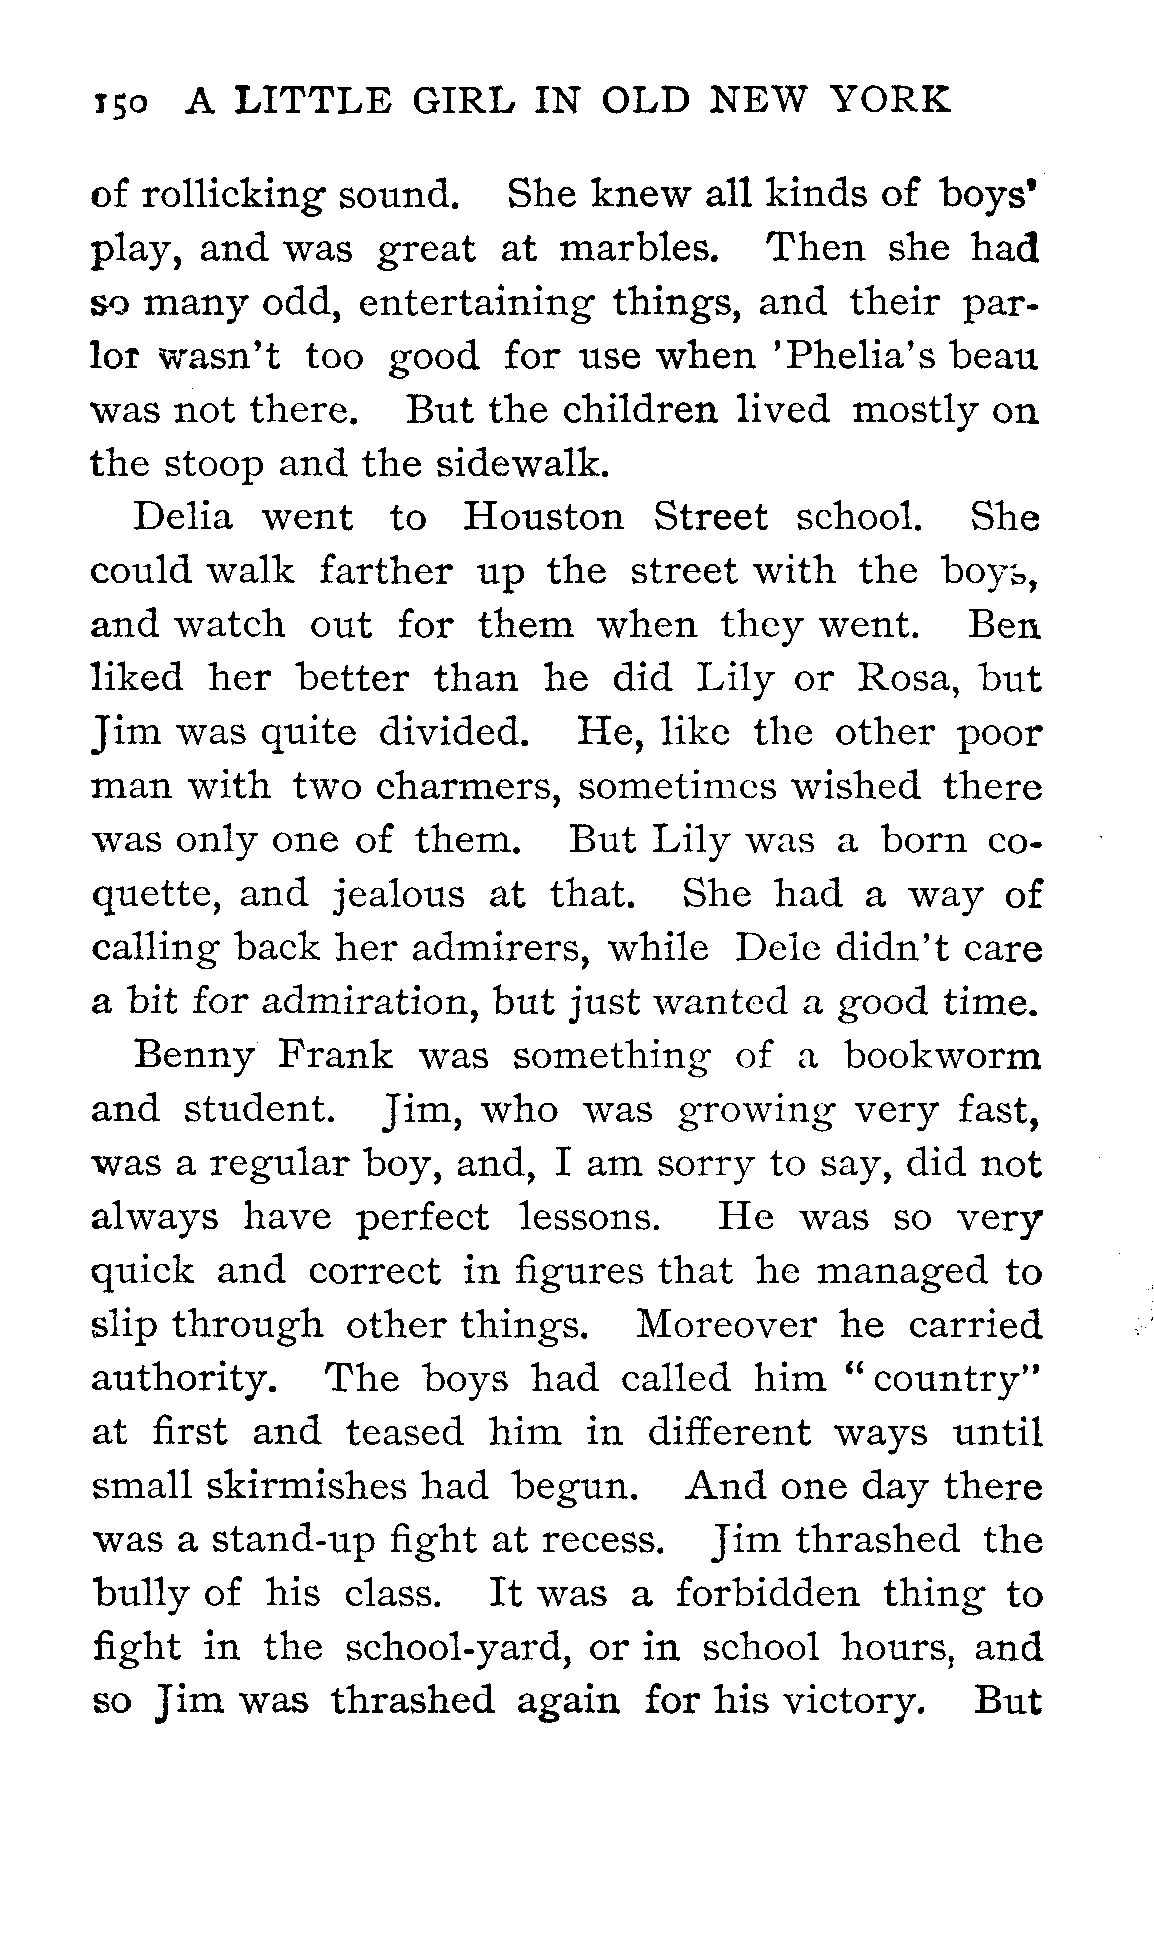 150 A LITTLE GIRL IN OLD NEW YORK
of rollicking sound. She knew all kinds of boys'
play, and was great at marbles. Then she had
so many odd, entertaining things, and their par-
lor wasn't too good for use when 'Phelia's beau
was not there. But the children lived mostly on
the stoop and the sidewalk.
Delia went to Houston Street school. She
could walk farther up the street with the boys,
and watch out for them when they went. Ben
liked her better than he did Lily or Rosa, but
Jim was quite divided. He, like the other poor
man with two charmers, sometimes wished there
was only one of them. But Lily was a born co-
quette, and jealous at that. She had a way of
calling back her admirers, while Dele didn't care
a bit for admiration, but just wanted a good time.
Benny Frank was something of a bookworm
and student. Jim, who was growing very fast,
was a regular boy, and, I am sorry to say, did not
always have perfect lessons. He was so very
quick and correct in figures that he managed to
slip through other things. Moreover he carried
authority. The boys had called him "country"
at first and teased him in different ways until
small skirmishes had begun. And one day there
was a stand-up fight at recess. Jim thrashed the
bully of his class. It was a forbidden thing to
fight in the school-yard, or in school hours, and
so Jim was thrashed again for his victory. But